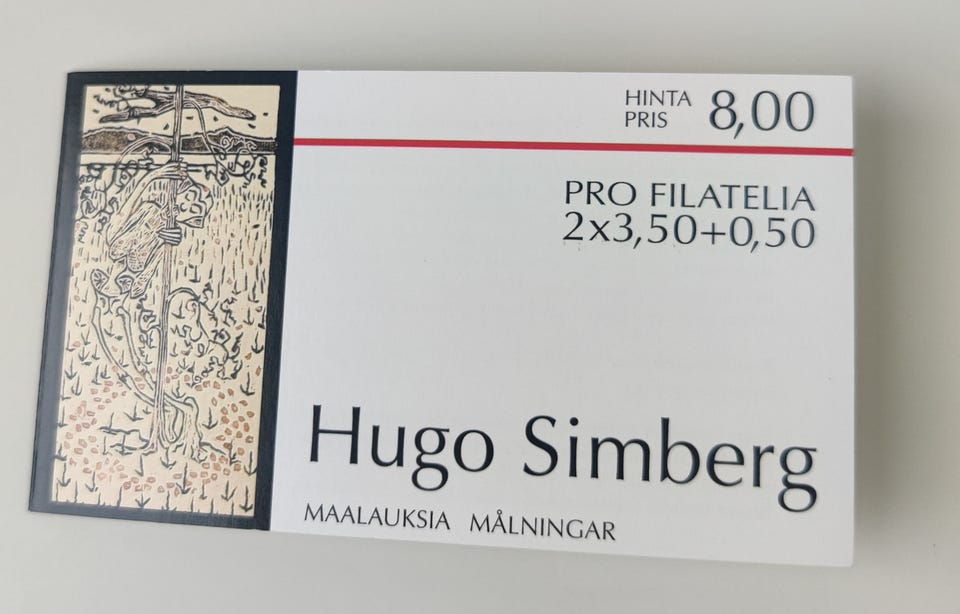 HINTA
PRIS 8,00
PRO FILATELIA
2x3,50+0,50
Hugo Simberg
MAALAUKSIA MÅLNINGAR